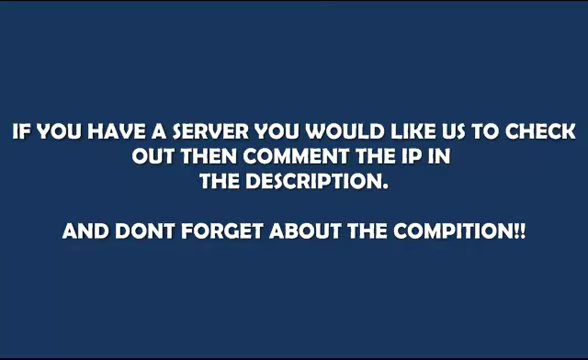 IF YOU HAVE A SERVER YOU WOULD LIKE US TO CHECK
OUT THEN COMMENT THE IP IN
THE DESCRIPTION.
AND DONT FORGET ABOUT THE COMPITION!!